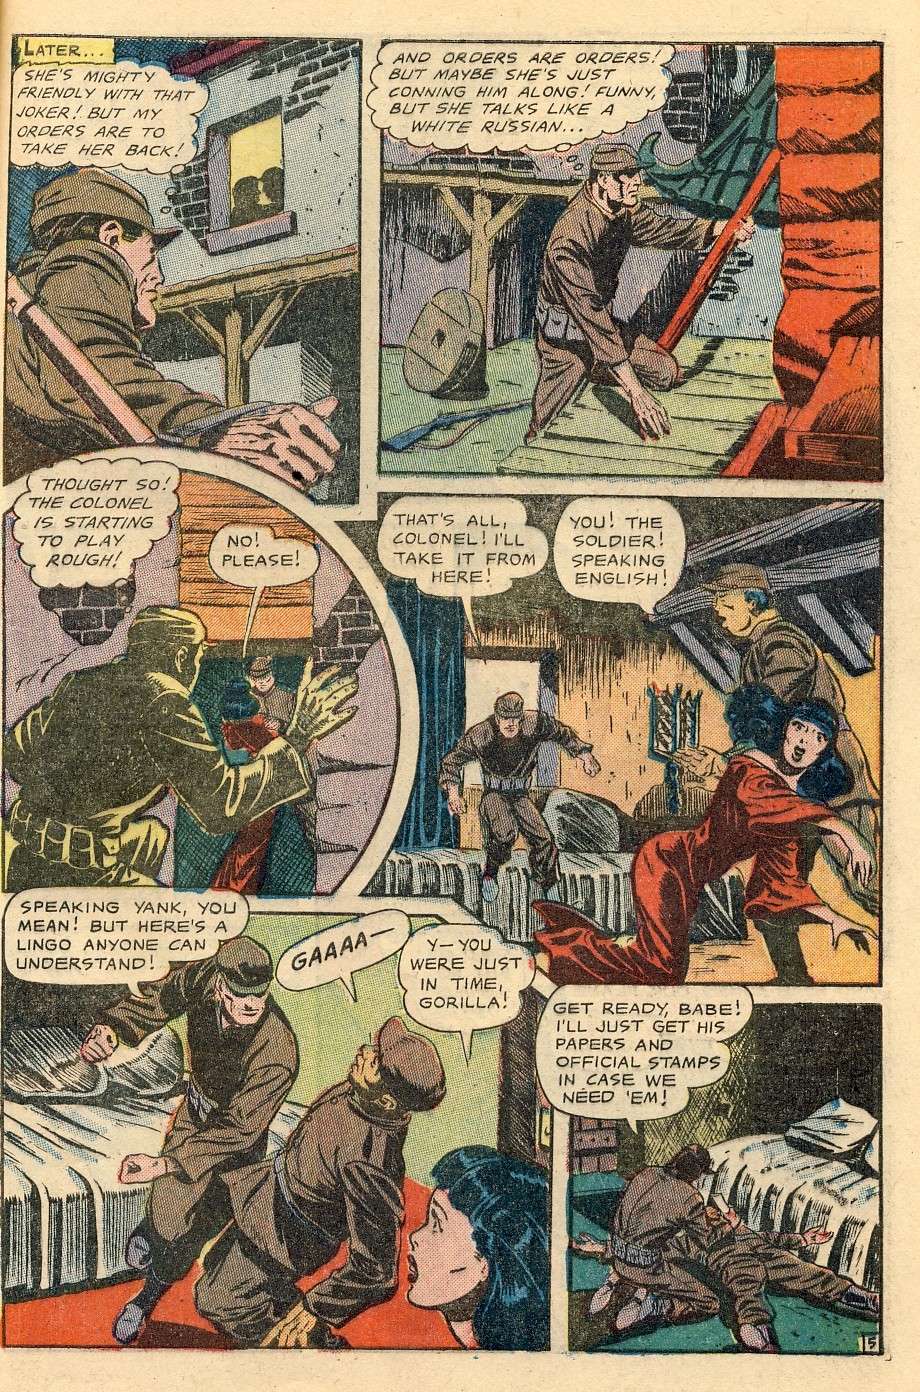 LATER...
SHE'S MIGHTY
FRIENDLY WITH THAT
JOKER! BUT MY
ORDERS ARE TO
TAKE HER BACK!
AND ORDERS ARE ORDERS!
BUT MAYBE SHE'S JUST
CONNING HIM ALONG! FUNNY,
BUT SHE TALKS LIKE A
WHITE RUSSIAN...
THOUGHT SO!
THE COLONEL
IS STARTING
TO PLAY
ROUGH!
NO!
PLEASE!
THAT'S ALL,
COLONEL! I'LL
TAKE IT FROM
HERE!
YOU! THE
SOLDIER!
SPEAKING
ENGLISH!
SPEAKING YANK, YOU
MEAN! BUT HERE'S A
LINGO ANYONE CAN
UNDERSTAND!
GAAAA—
Y—YOU
WERE JUST
IN TIME,
GORILLA!
GET READY, BABE!
I'LL JUST GET HIS
PAPERS AND
OFFICIAL STAMPS
IN CASE WE
NEED 'EM!
5